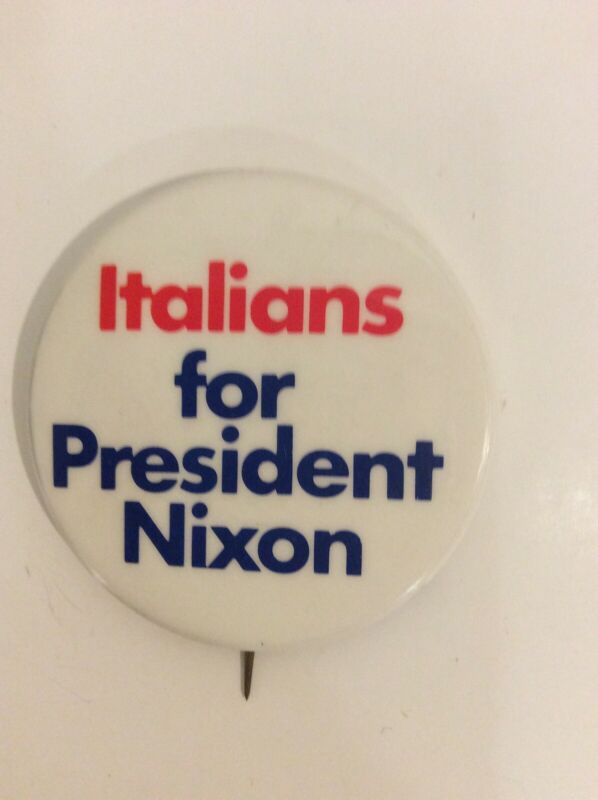 Italians
for
President
Nixon